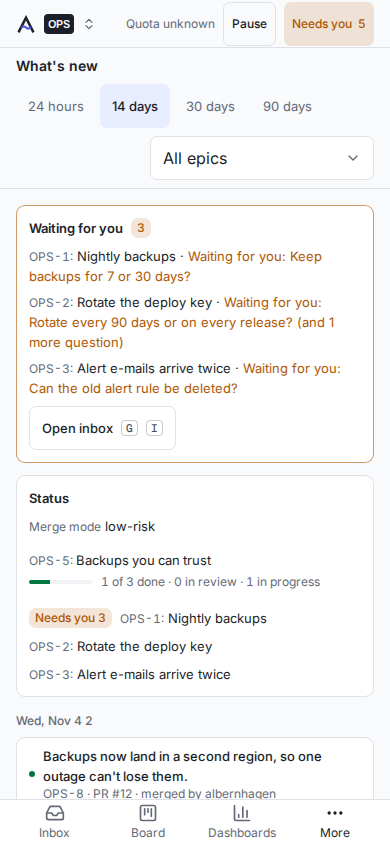 OPS
Quota unknown
Pause
Needs you 5
What's new
24 hours
14 days
30 days
90 days
All epics
Waiting for you 3
OPS-1: Nightly backups · Waiting for you: Keep
backups for 7 or 30 days?
OPS-2: Rotate the deploy key · Waiting for you:
Rotate every 90 days or on every release? (and 1
more question)
OPS-3: Alert e-mails arrive twice · Waiting for you:
Can the old alert rule be deleted?
Open inbox G I
Status
Merge mode low-risk
OPS-5: Backups you can trust
1 of 3 done · 0 in review · 1 in progress
Needs you 3 OPS-1: Nightly backups
OPS-2: Rotate the deploy key
OPS-3: Alert e-mails arrive twice
Wed, Nov 4 2
Backups now land in a second region, so one
outage can't lose them.
OPS-8 · PR #12 · merged by albernhagen
Inbox
Board
Dashboards
More